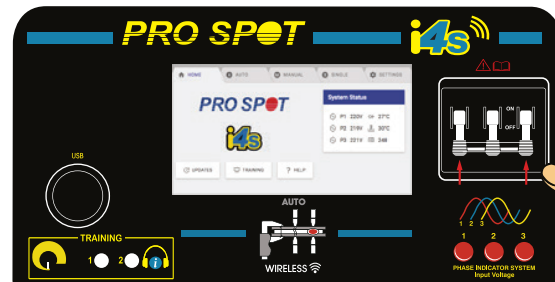 PRO SPOT
i4s
HOME
AUTO
MANUAL
SINGLE
SETTINGS
PRO SPOT
i4s
System Status
P1 220V 27°C
P2 219V 30°C
P3 221V 248
UPDATES
TRAINING
? HELP
ON
OFF
USB
AUTO
WIRELESS
TRAINING
1
2
i
1 2 3
1 2 3
PHASE INDICATOR SYSTEM
Input Voltage